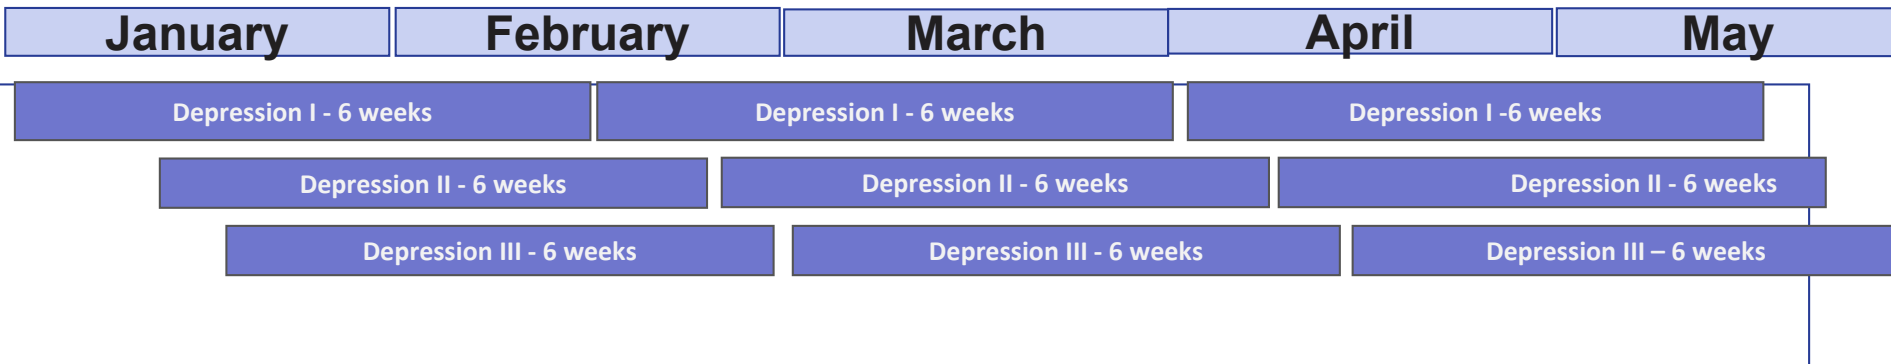 January February March April May
Depression I - 6 weeks Depression I - 6 weeks Depression I -6 weeks
Depression II - 6 weeks Depression II - 6 weeks Depression II - 6 weeks
Depression III - 6 weeks Depression III - 6 weeks Depression III – 6 weeks